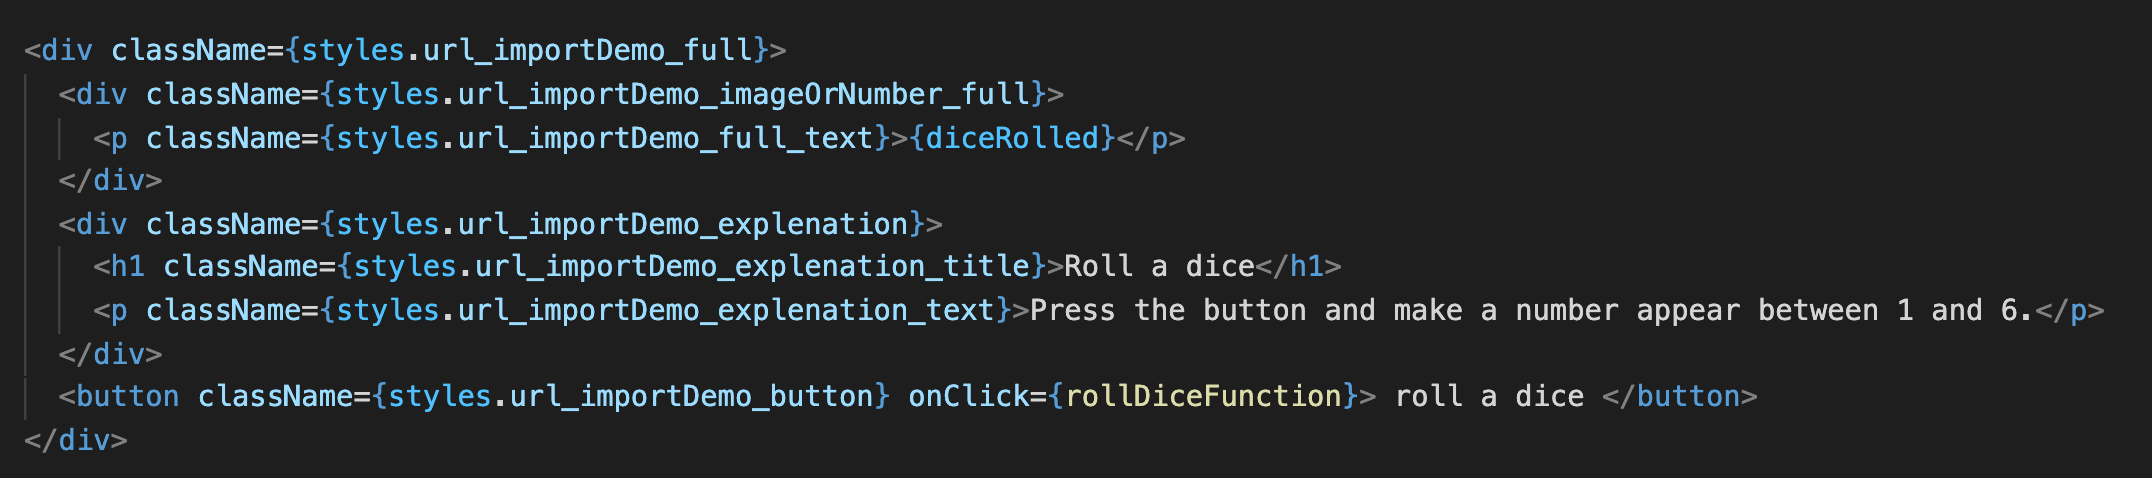 <div className={styles.url_importDemo_full}>
  <div className={styles.url_importDemo_imageOrNumber_full}>
    <p className={styles.url_importDemo_full_text}>{diceRolled}</p>
  </div>
  <div className={styles.url_importDemo_explenation}>
    <h1 className={styles.url_importDemo_explenation_title}>Roll a dice</h1>
    <p className={styles.url_importDemo_explenation_text}>Press the button and make a number appear between 1 and 6.</p>
  </div>
  <button className={styles.url_importDemo_button} onClick={rollDiceFunction}> roll a dice </button>
</div>